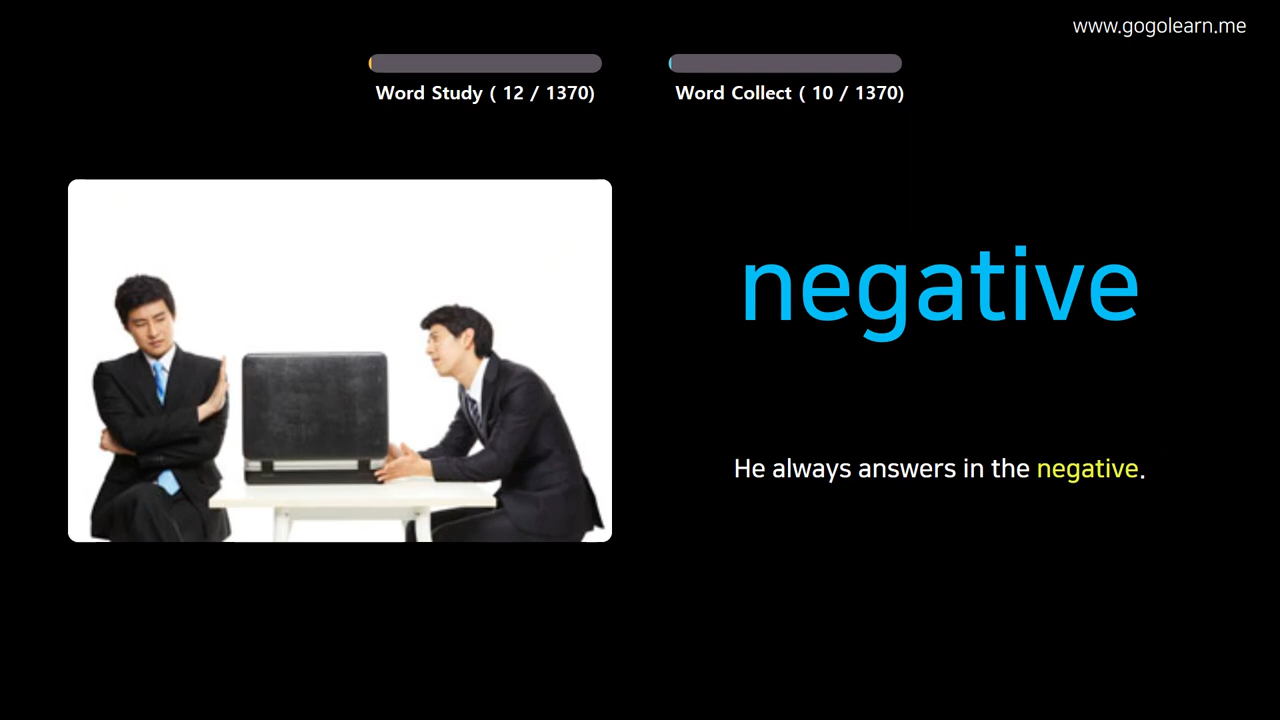 www.gogolearn.me
Word Study ( 12 / 1370)
Word Collect ( 10 / 1370)
negative
He always answers in the negative.